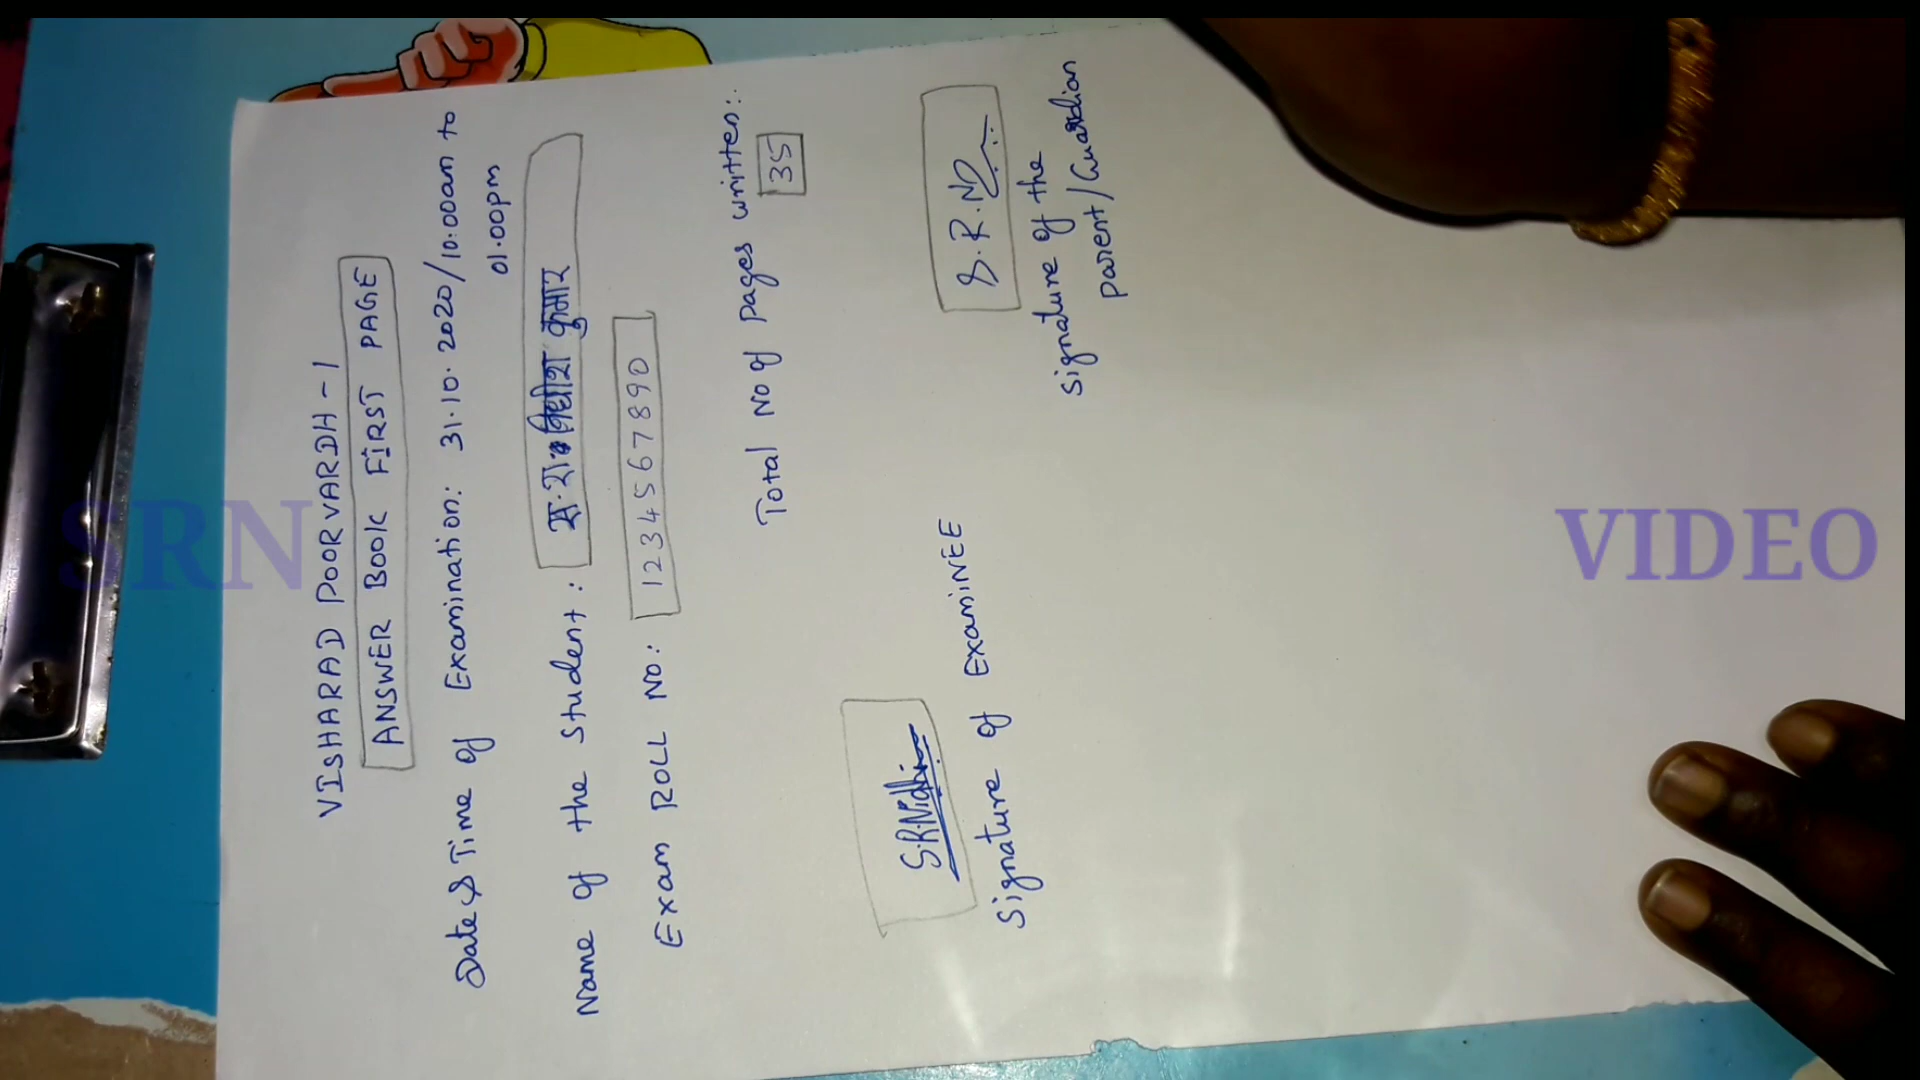 VISHARAD POORVARDH - 1
ANSWER BOOK FIRST PAGE
Date & Time of Examination: 31.10.2020/10.00am to
01.00pm
Name of the Student: स.रा.निधीश कुमार
Exam ROLL No: 1234567890
Total No of pages written:.
35
S.R.Nidhi
Signature of ExamiNEE
S.R.N
Signature of the
parent/Guardian
SRN VIDEO